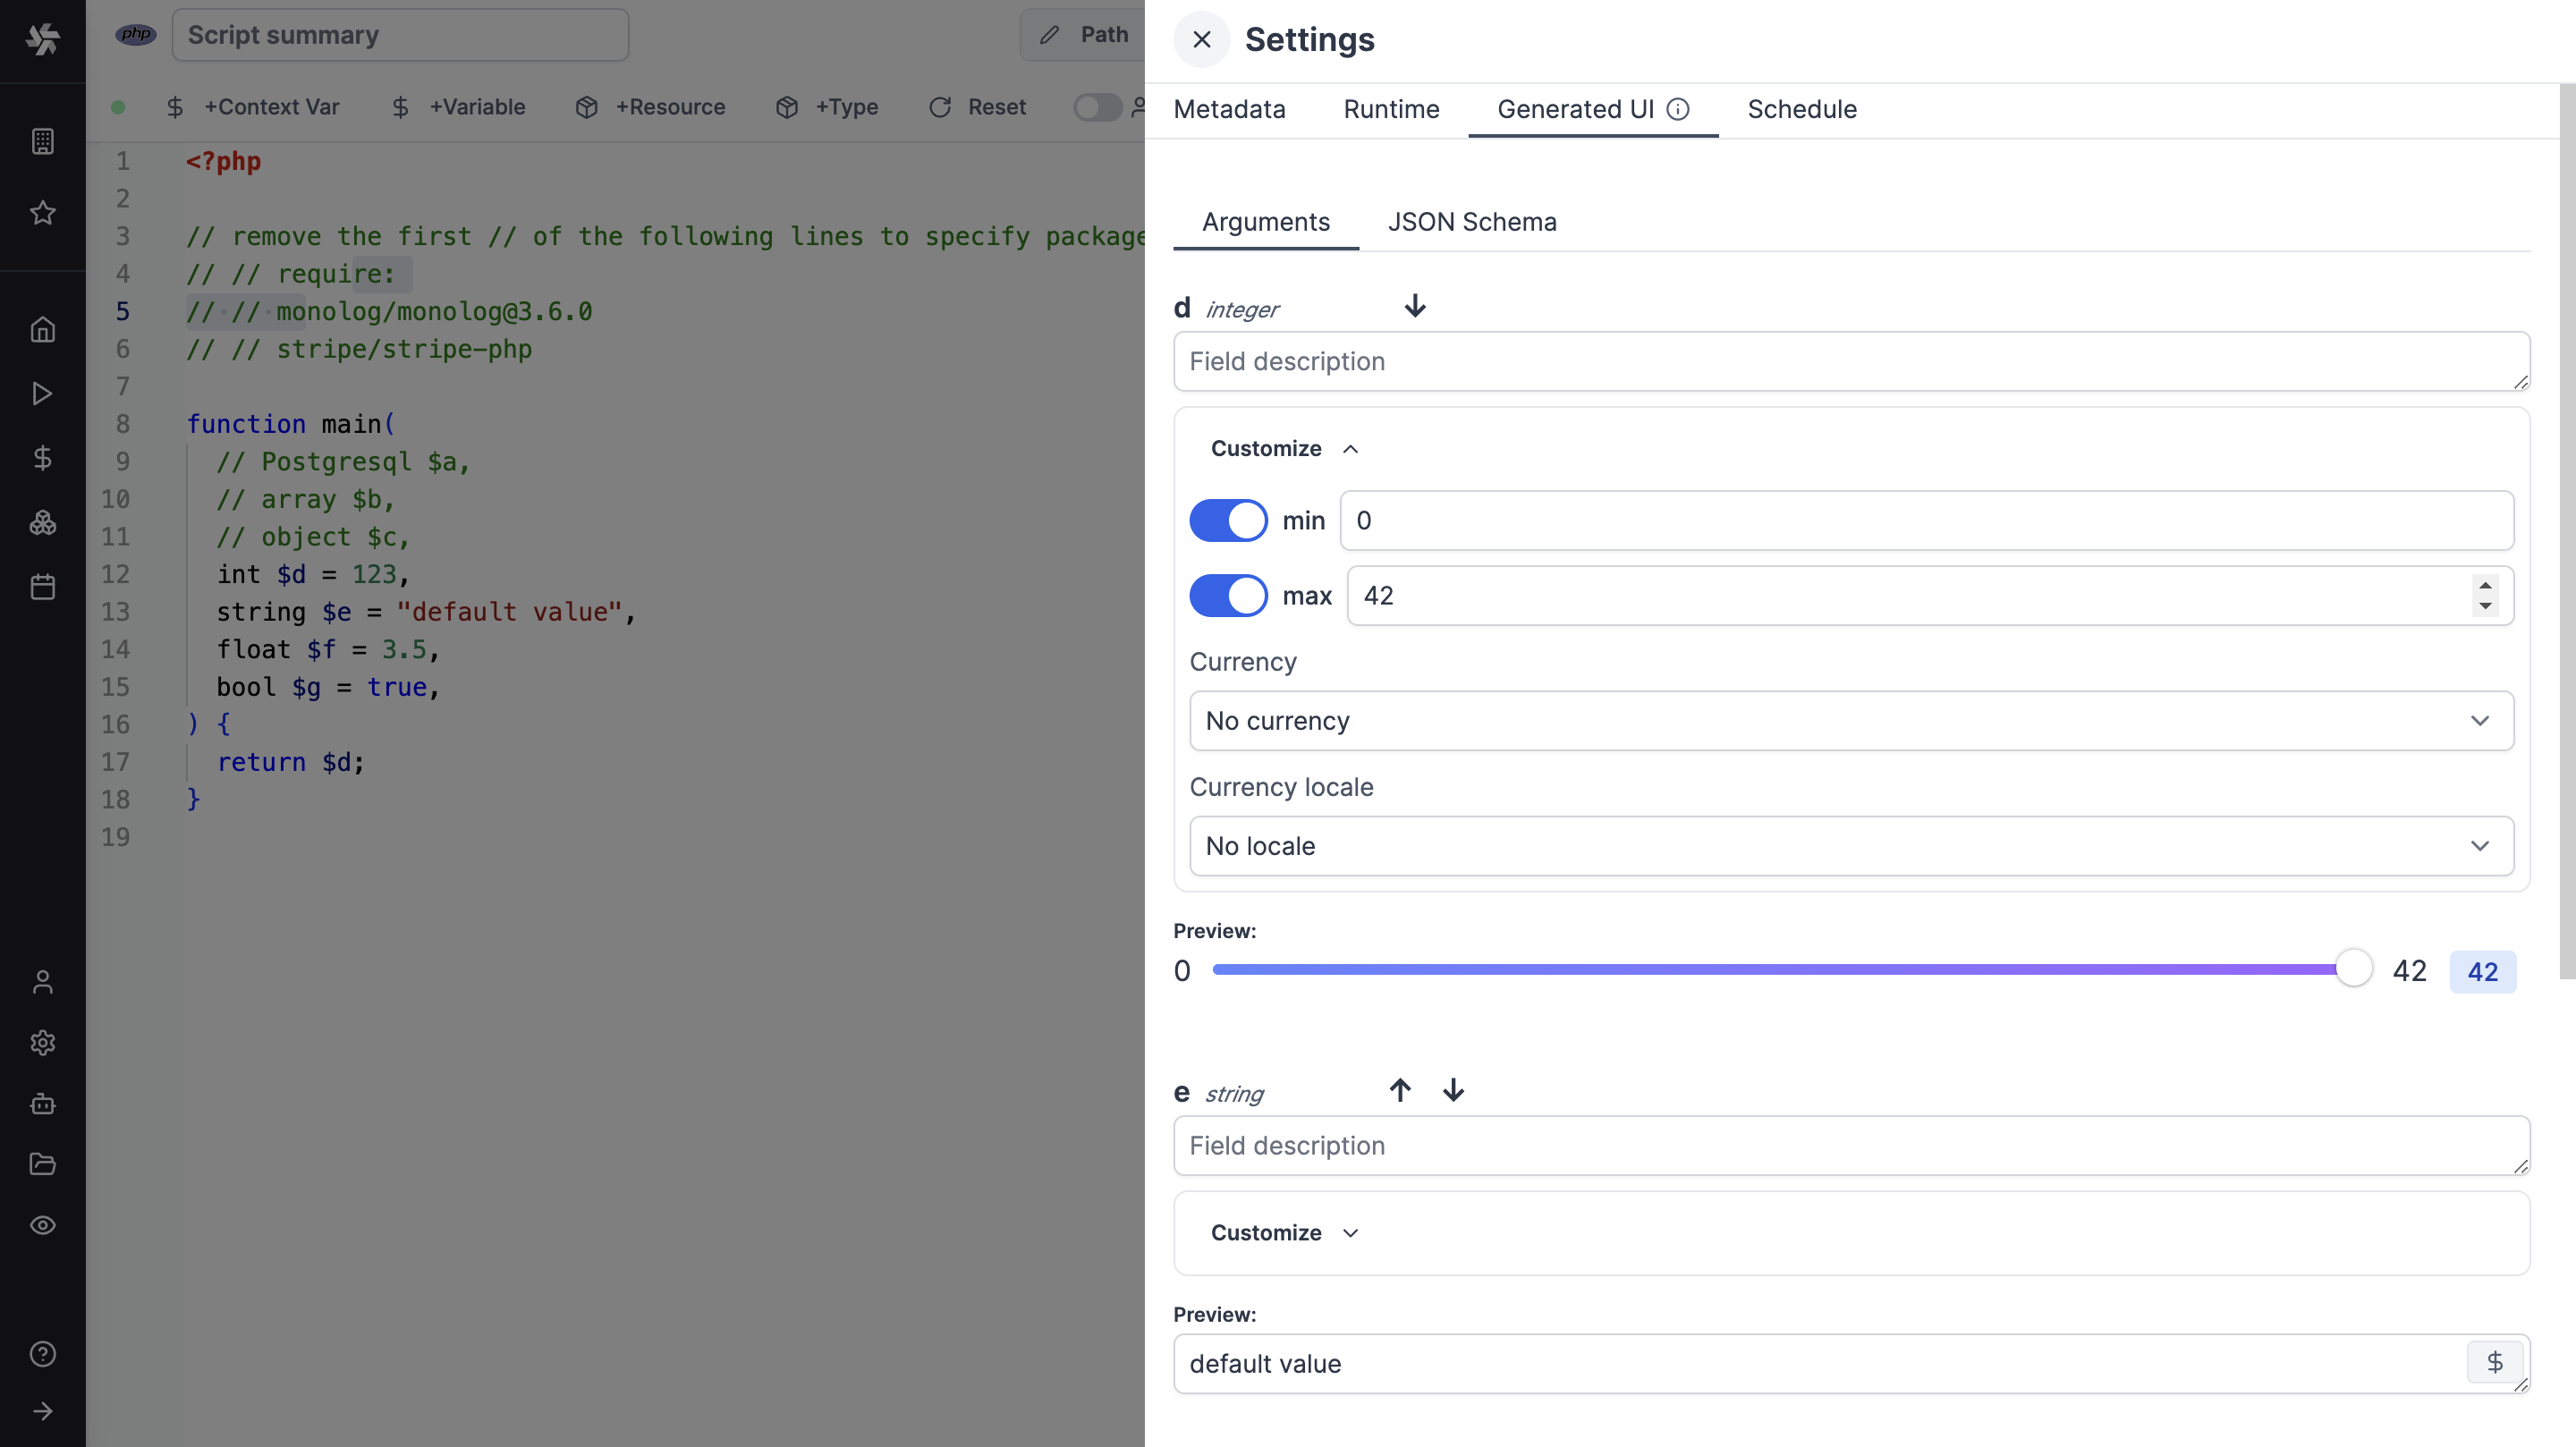 php
Script summary
Path
+Context Var
+Variable
+Resource
+Type
Reset
1 <?php
2
3 // remove the first // of the following lines to specify package
4 // // require:
5 // // monolog/monolog@3.6.0
6 // // stripe/stripe-php
7
8 function main(
9 // Postgresql $a,
10 // array $b,
11 // object $c,
12 int $d = 123,
13 string $e = "default value",
14 float $f = 3.5,
15 bool $g = true,
16 ) {
17 return $d;
18 }
19
Settings
Metadata
Runtime
Generated UI
Schedule
Arguments
JSON Schema
d integer
Field description
Customize
min 0
max 42
Currency
No currency
Currency locale
No locale
Preview:
0 42 42
e string
Field description
Customize
Preview:
default value